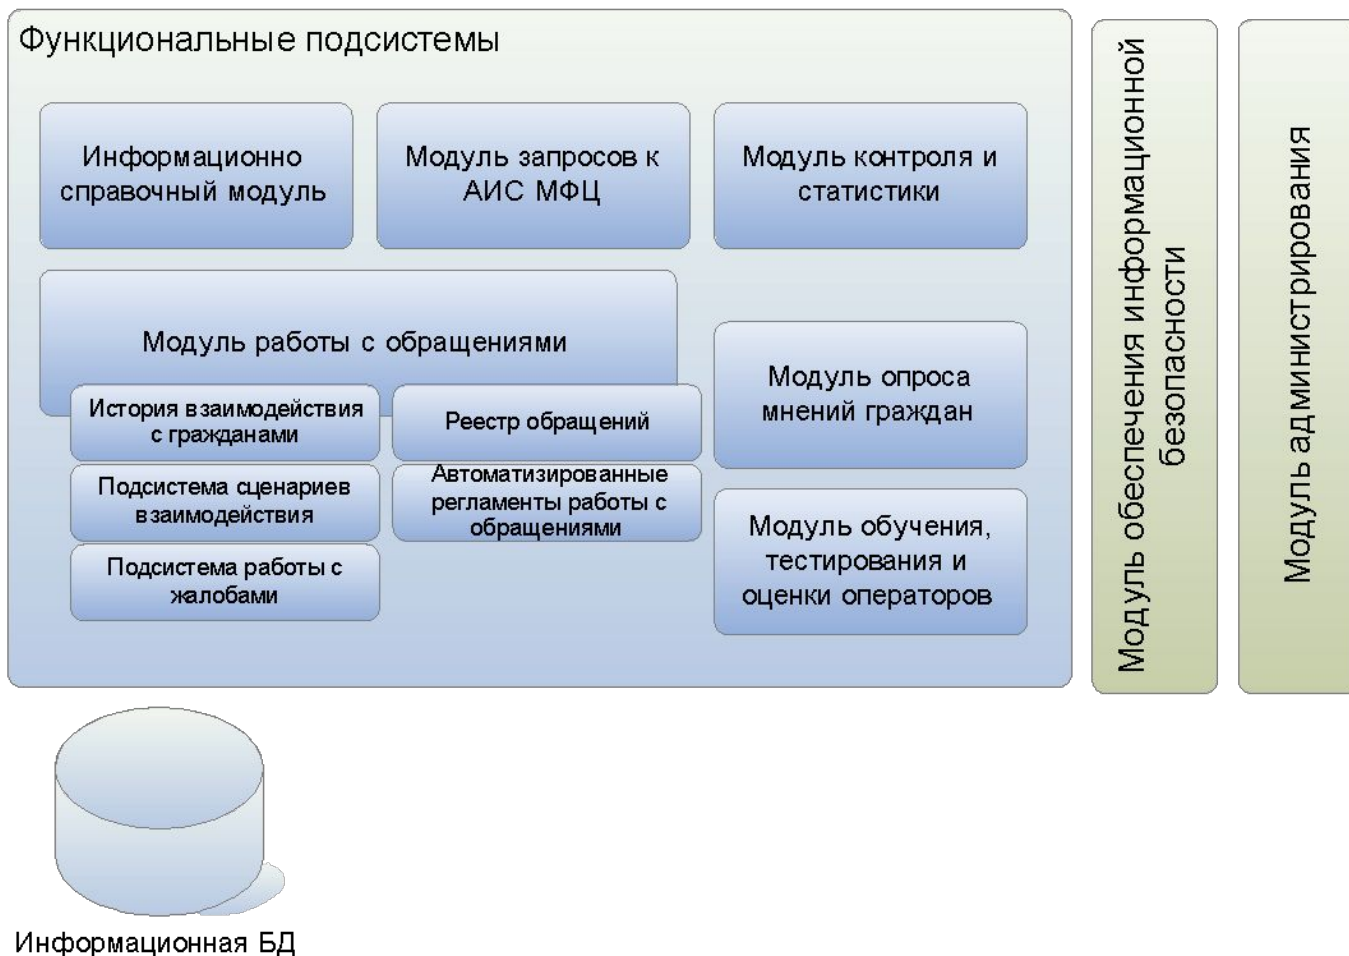 Функциональные подсистемы
Информационно
справочный модуль
Модуль запросов к
АИС МФЦ
Модуль контроля и
статистики
Модуль работы с обращениями
История взаимодействия
с гражданами
Реестр обращений
Подсистема сценариев
взаимодействия
Автоматизированные
регламенты работы с
обращениями
Подсистема работы с
жалобами
Модуль опроса
мнений граждан
Модуль обучения,
тестирования и
оценки операторов
Модуль обеспечения информационной
безопасности
Модуль администрирования
Информационная БД